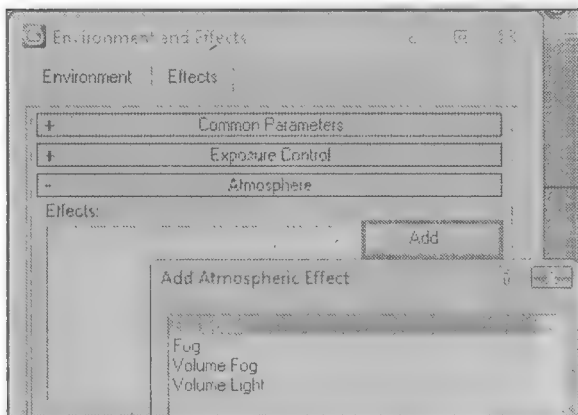 Environment and Effects
Environment Effects
+ Common Parameters
+ Exposure Control
- Atmosphere
Effects:
Add
Add Atmospheric Effect
Fog
Volume Fog
Volume Light